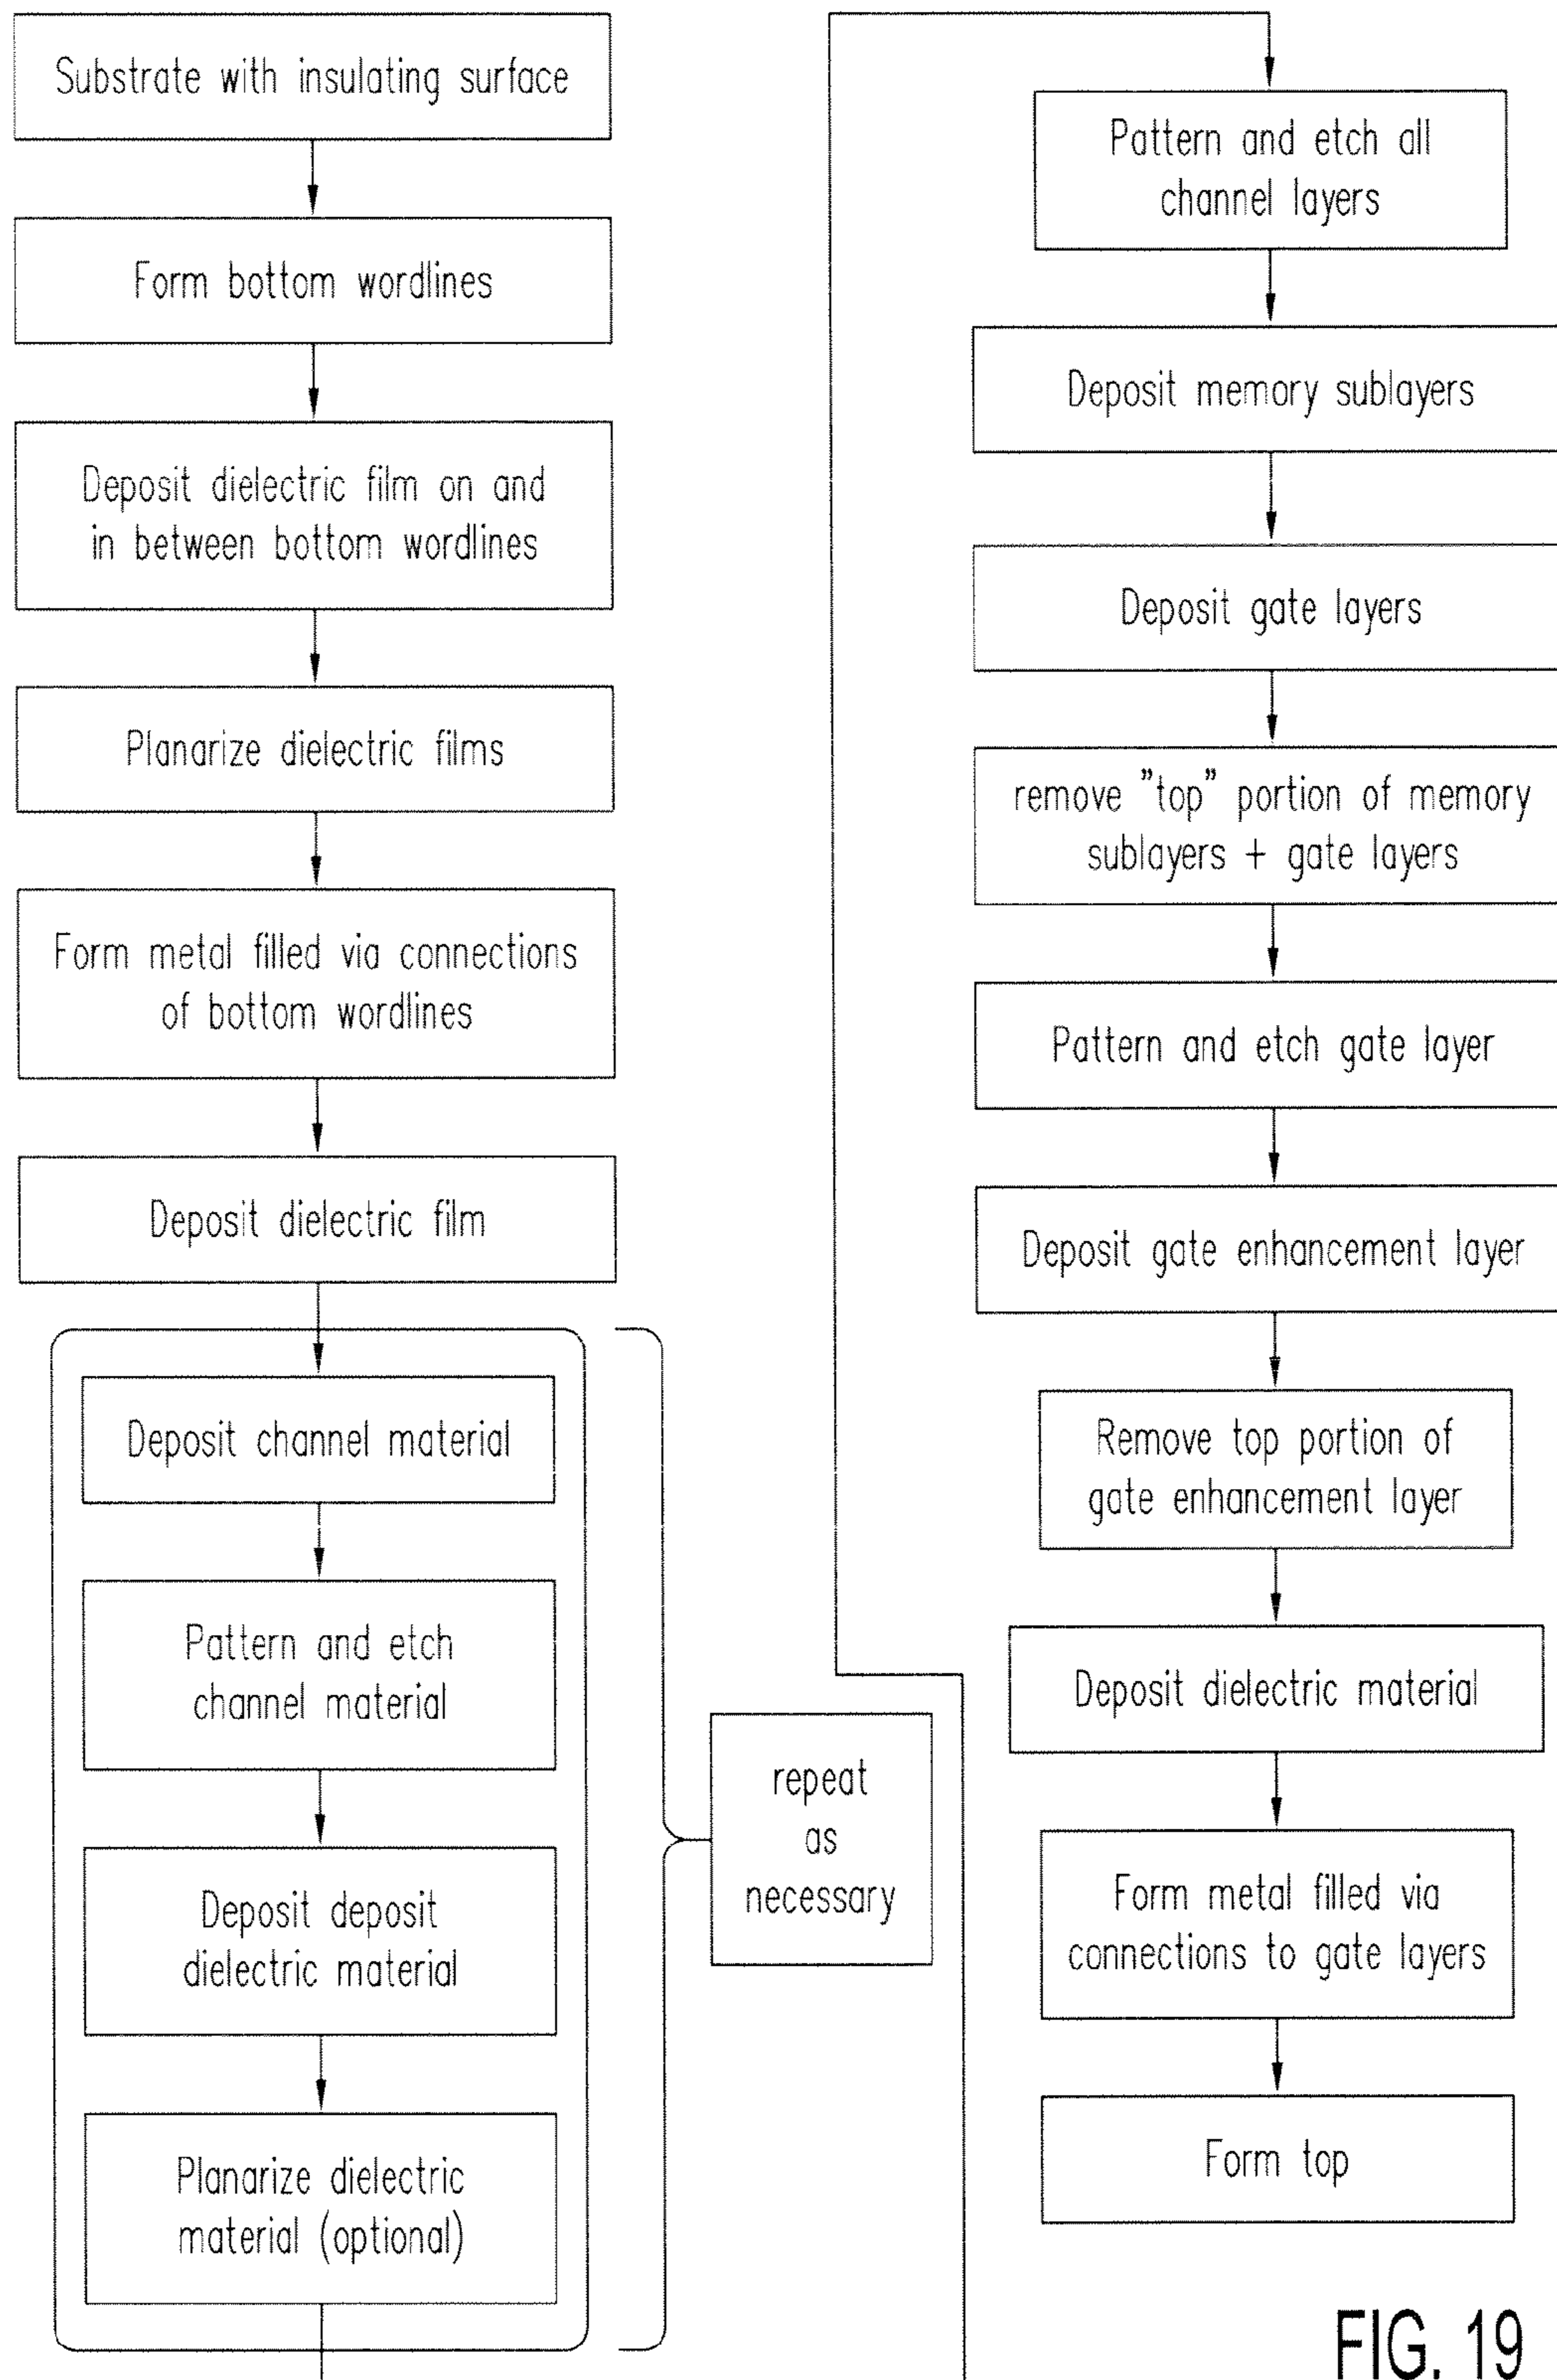 Substrate with insulating surface
Form bottom wordlines
Deposit dielectric film on and
in between bottom wordlines
Planarize dielectric films
Form metal filled via connections
of bottom wordlines
Deposit dielectric film
Deposit channel material
Pattern and etch
channel material
Deposit deposit
dielectric material
Planarize dielectric
material (optional)
repeat
as
necessary
Pattern and etch all
channel layers
Deposit memory sublayers
Deposit gate layers
remove "top" portion of memory
sublayers + gate layers
Pattern and etch gate layer
Deposit gate enhancement layer
Remove top portion of
gate enhancement layer
Deposit dielectric material
Form metal filled via
connections to gate layers
Form top
FIG. 19